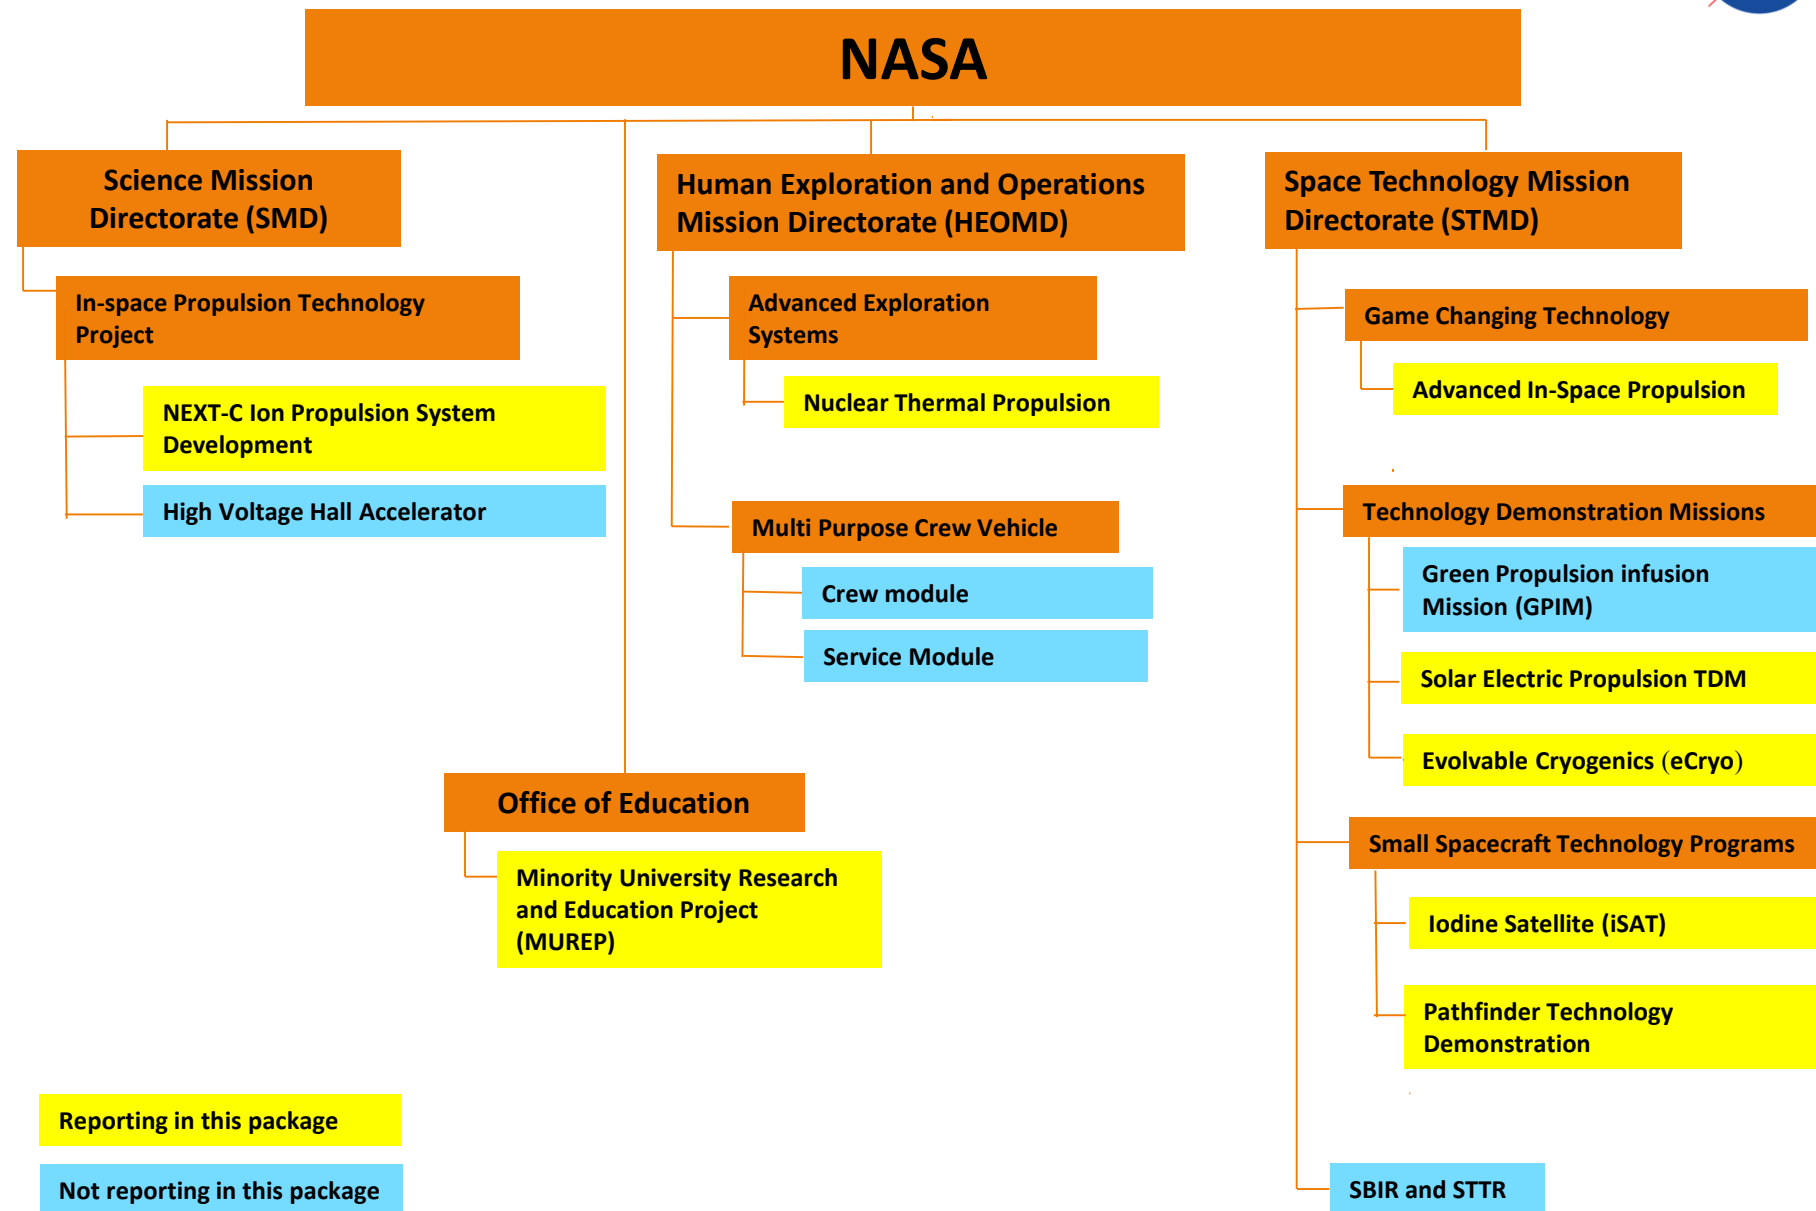 NASA
Science Mission
Directorate (SMD)
In-space Propulsion Technology
Project
NEXT-C Ion Propulsion System
Development
High Voltage Hall Accelerator
Human Exploration and Operations
Mission Directorate (HEOMD)
Advanced Exploration
Systems
Nuclear Thermal Propulsion
Multi Purpose Crew Vehicle
Crew module
Service Module
Office of Education
Minority University Research
and Education Project
(MUREP)
Space Technology Mission
Directorate (STMD)
Game Changing Technology
Advanced In-Space Propulsion
Technology Demonstration Missions
Green Propulsion infusion
Mission (GPIM)
Solar Electric Propulsion TDM
Evolvable Cryogenics (eCryo)
Small Spacecraft Technology Programs
Iodine Satellite (iSAT)
Pathfinder Technology
Demonstration
SBIR and STTR
Reporting in this package
Not reporting in this package